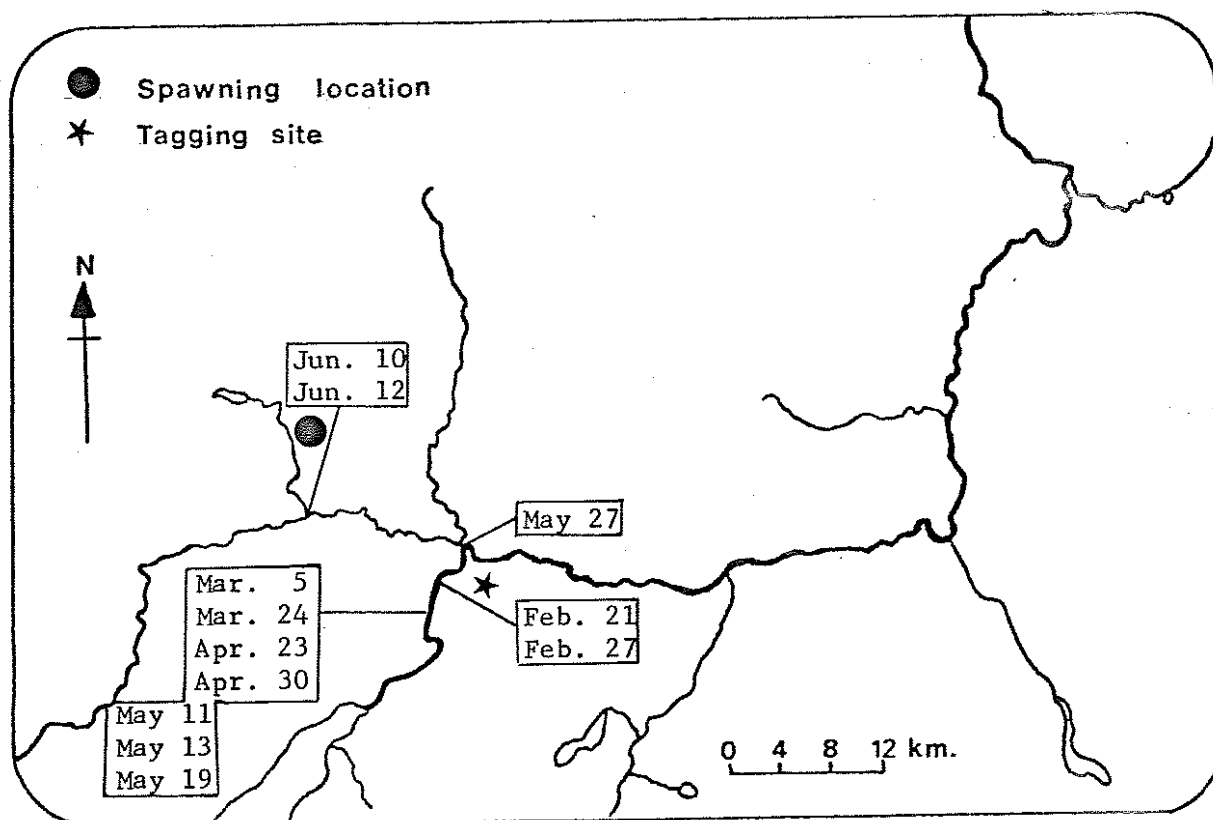 Spawning location
Tagging site
N
Jun. 10
Jun. 12
May 27
Mar. 5
Mar. 24
Apr. 23
Apr. 30
Feb. 21
Feb. 27
May 11
May 13
May 19
0 4 8 12 km.